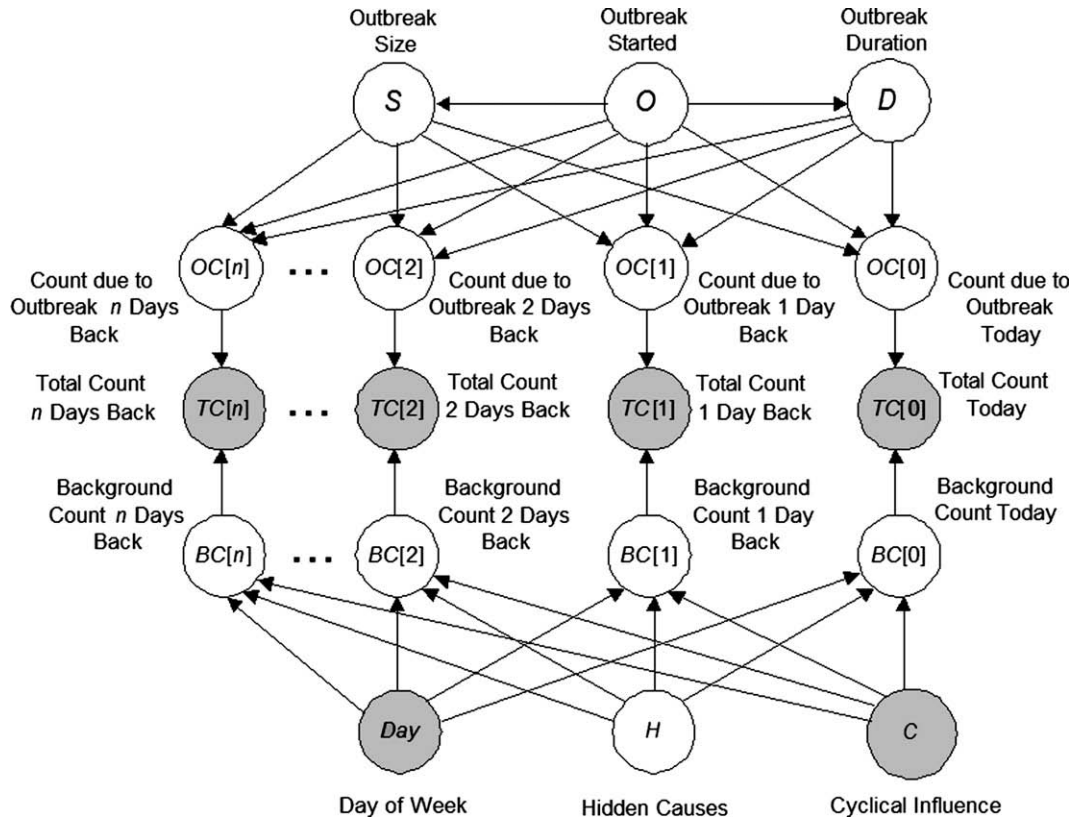 Outbreak
Size
Outbreak
Started
Outbreak
Duration
S
O
D
OC[n]
...
OC[2]
OC[1]
OC[0]
Count due to
Outbreak n Days
Back
Count due to
Outbreak 2 Days
Back
Count due to
Outbreak 1 Day
Back
Count due to
Outbreak
Today
Total Count
n Days Back
TC[n]
...
TC[2]
Total Count
2 Days Back
TC[1]
Total Count
1 Day Back
TC[0]
Total Count
Today
Background
Count n Days
Back
Background
Count 2 Days
Back
Background
Count 1 Day
Back
Background
Count Today
BC[n]
...
BC[2]
BC[1]
BC[0]
Day
H
C
Day of Week
Hidden Causes
Cyclical Influence